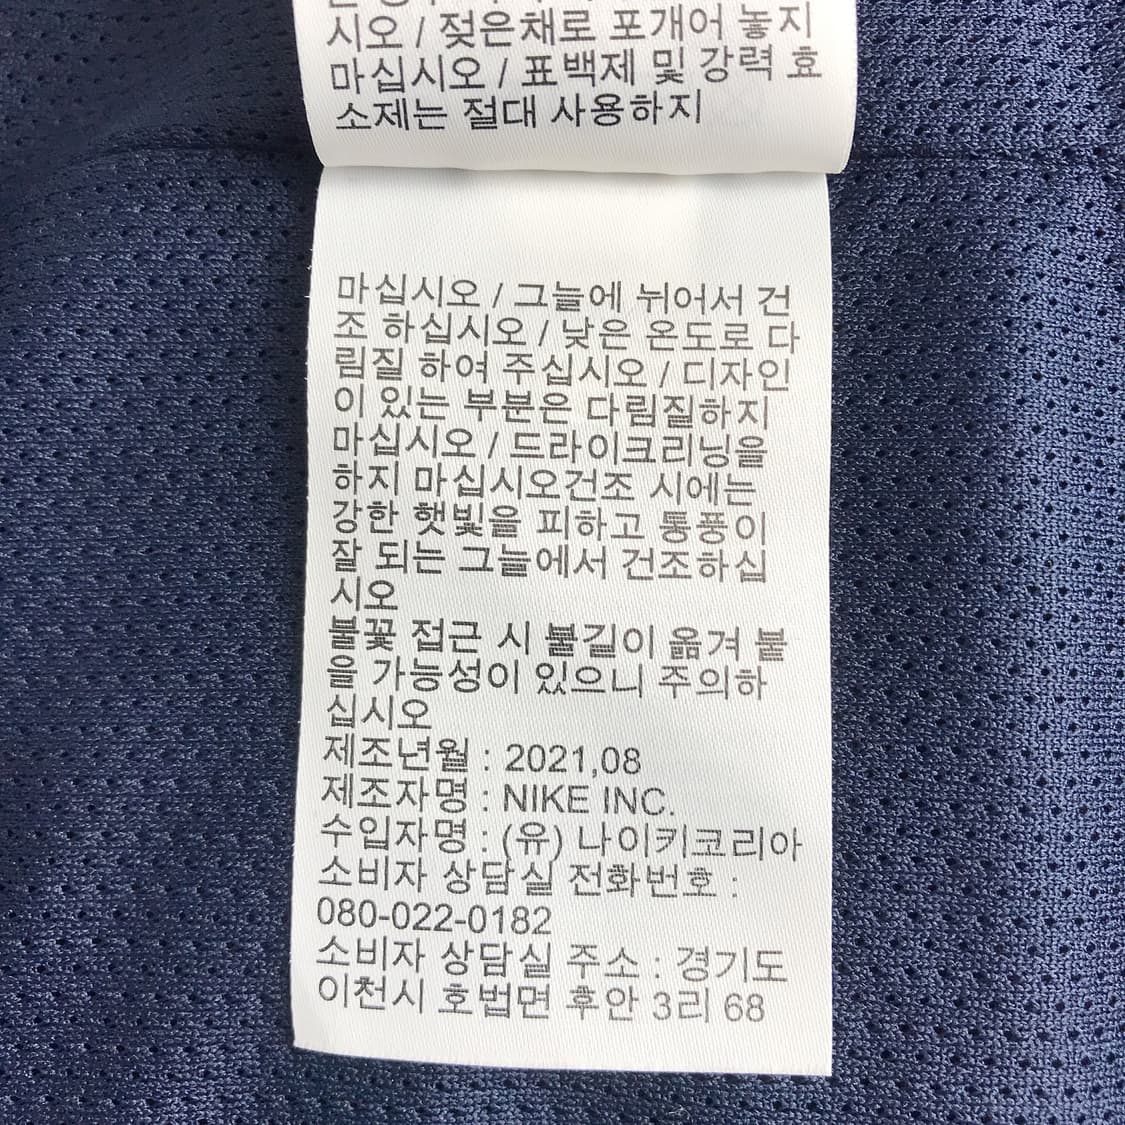 시오 / 젖은채로 포개어 놓지
마십시오 / 표백제 및 강력 효
소제는 절대 사용하지
마십시오 / 그늘에 뉘어서 건
조 하십시오 / 낮은 온도로 다
림질 하여 주십시오 / 디자인
이 있는 부분은 다림질하지
마십시오 / 드라이크리닝을
하지 마십시오건조 시에는
강한 햇빛을 피하고 통풍이
잘 되는 그늘에서 건조하십
시오
불꽃 접근 시 불길이 옮겨 붙
을 가능성이 있으니 주의하
십시오
제조년월 : 2021,08
제조자명 : NIKE INC.
수입자명 : (유) 나이키코리아
소비자 상담실 전화번호 :
080-022-0182
소비자 상담실 주소 : 경기도
이천시 호법면 후안 3리 68